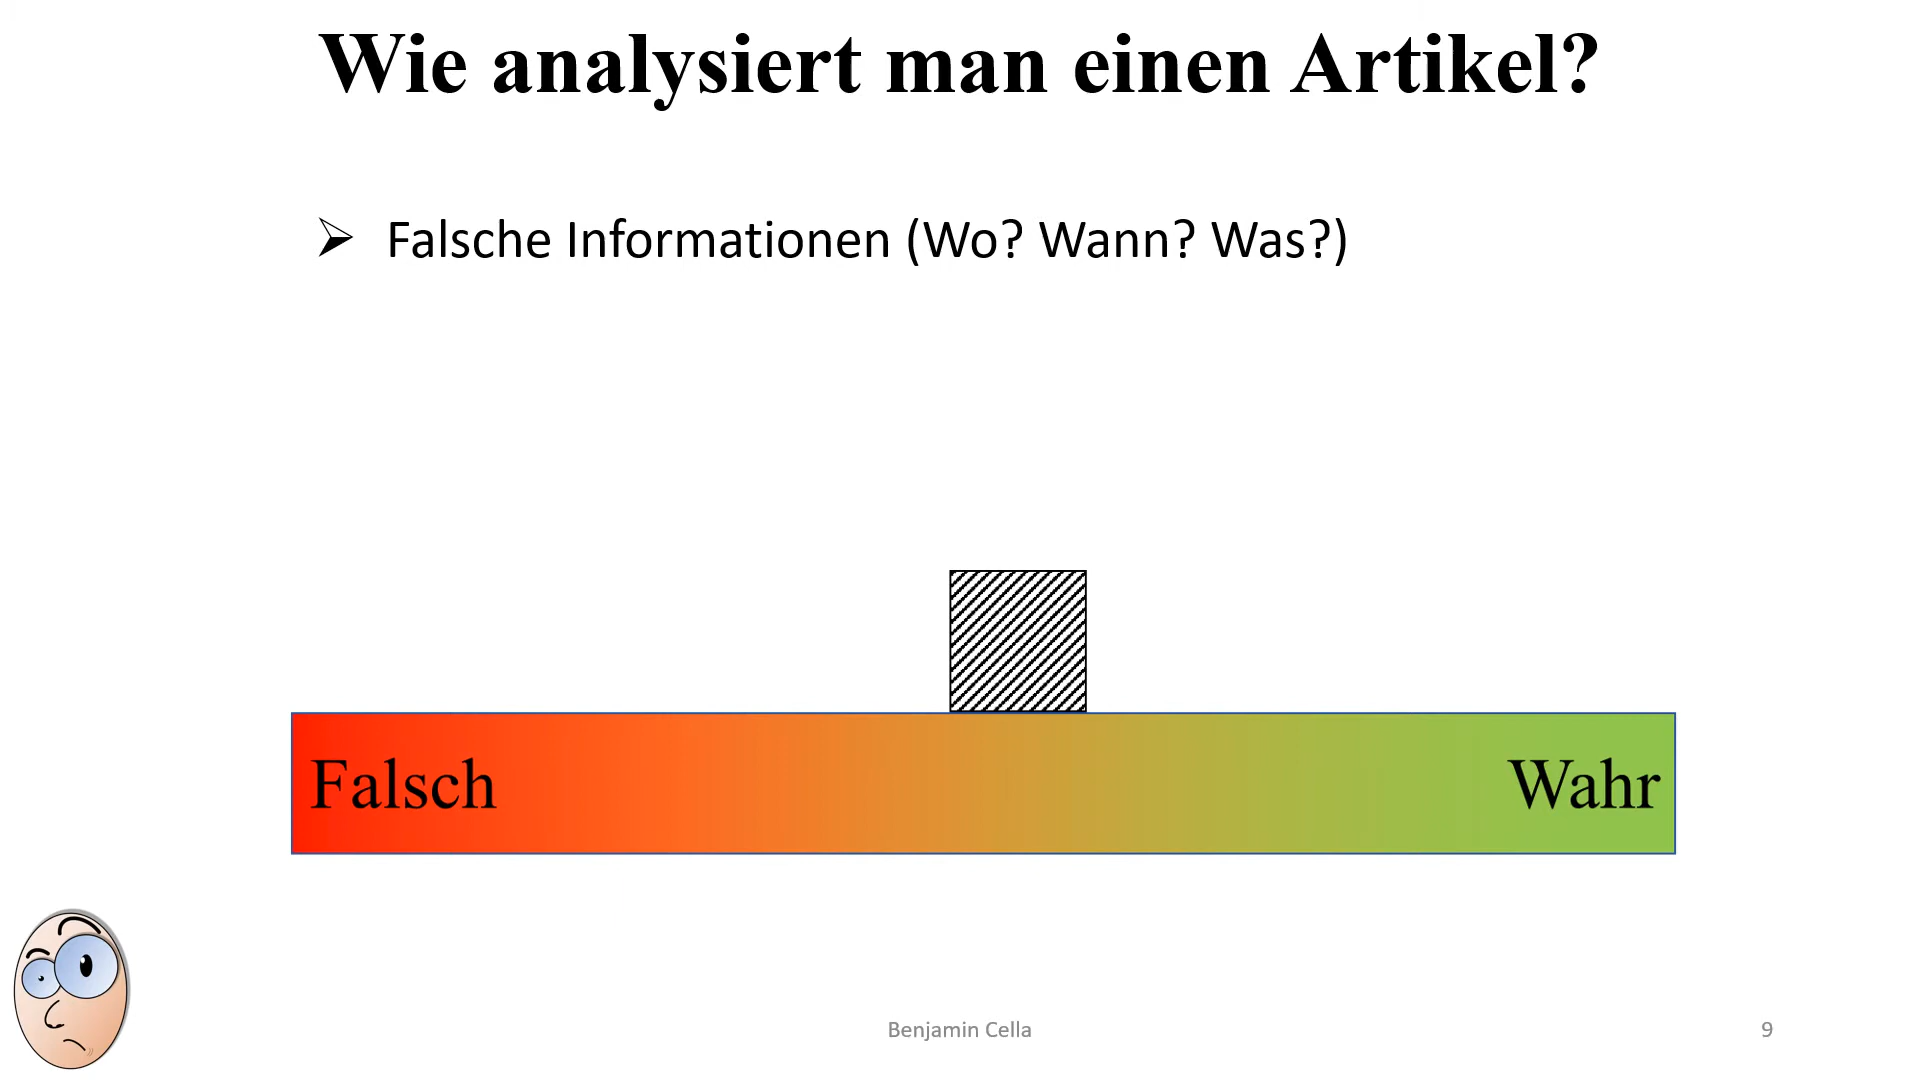 Wie analysiert man einen Artikel?
➢ Falsche Informationen (Wo? Wann? Was?)
Falsch
Wahr
Benjamin Cella
9